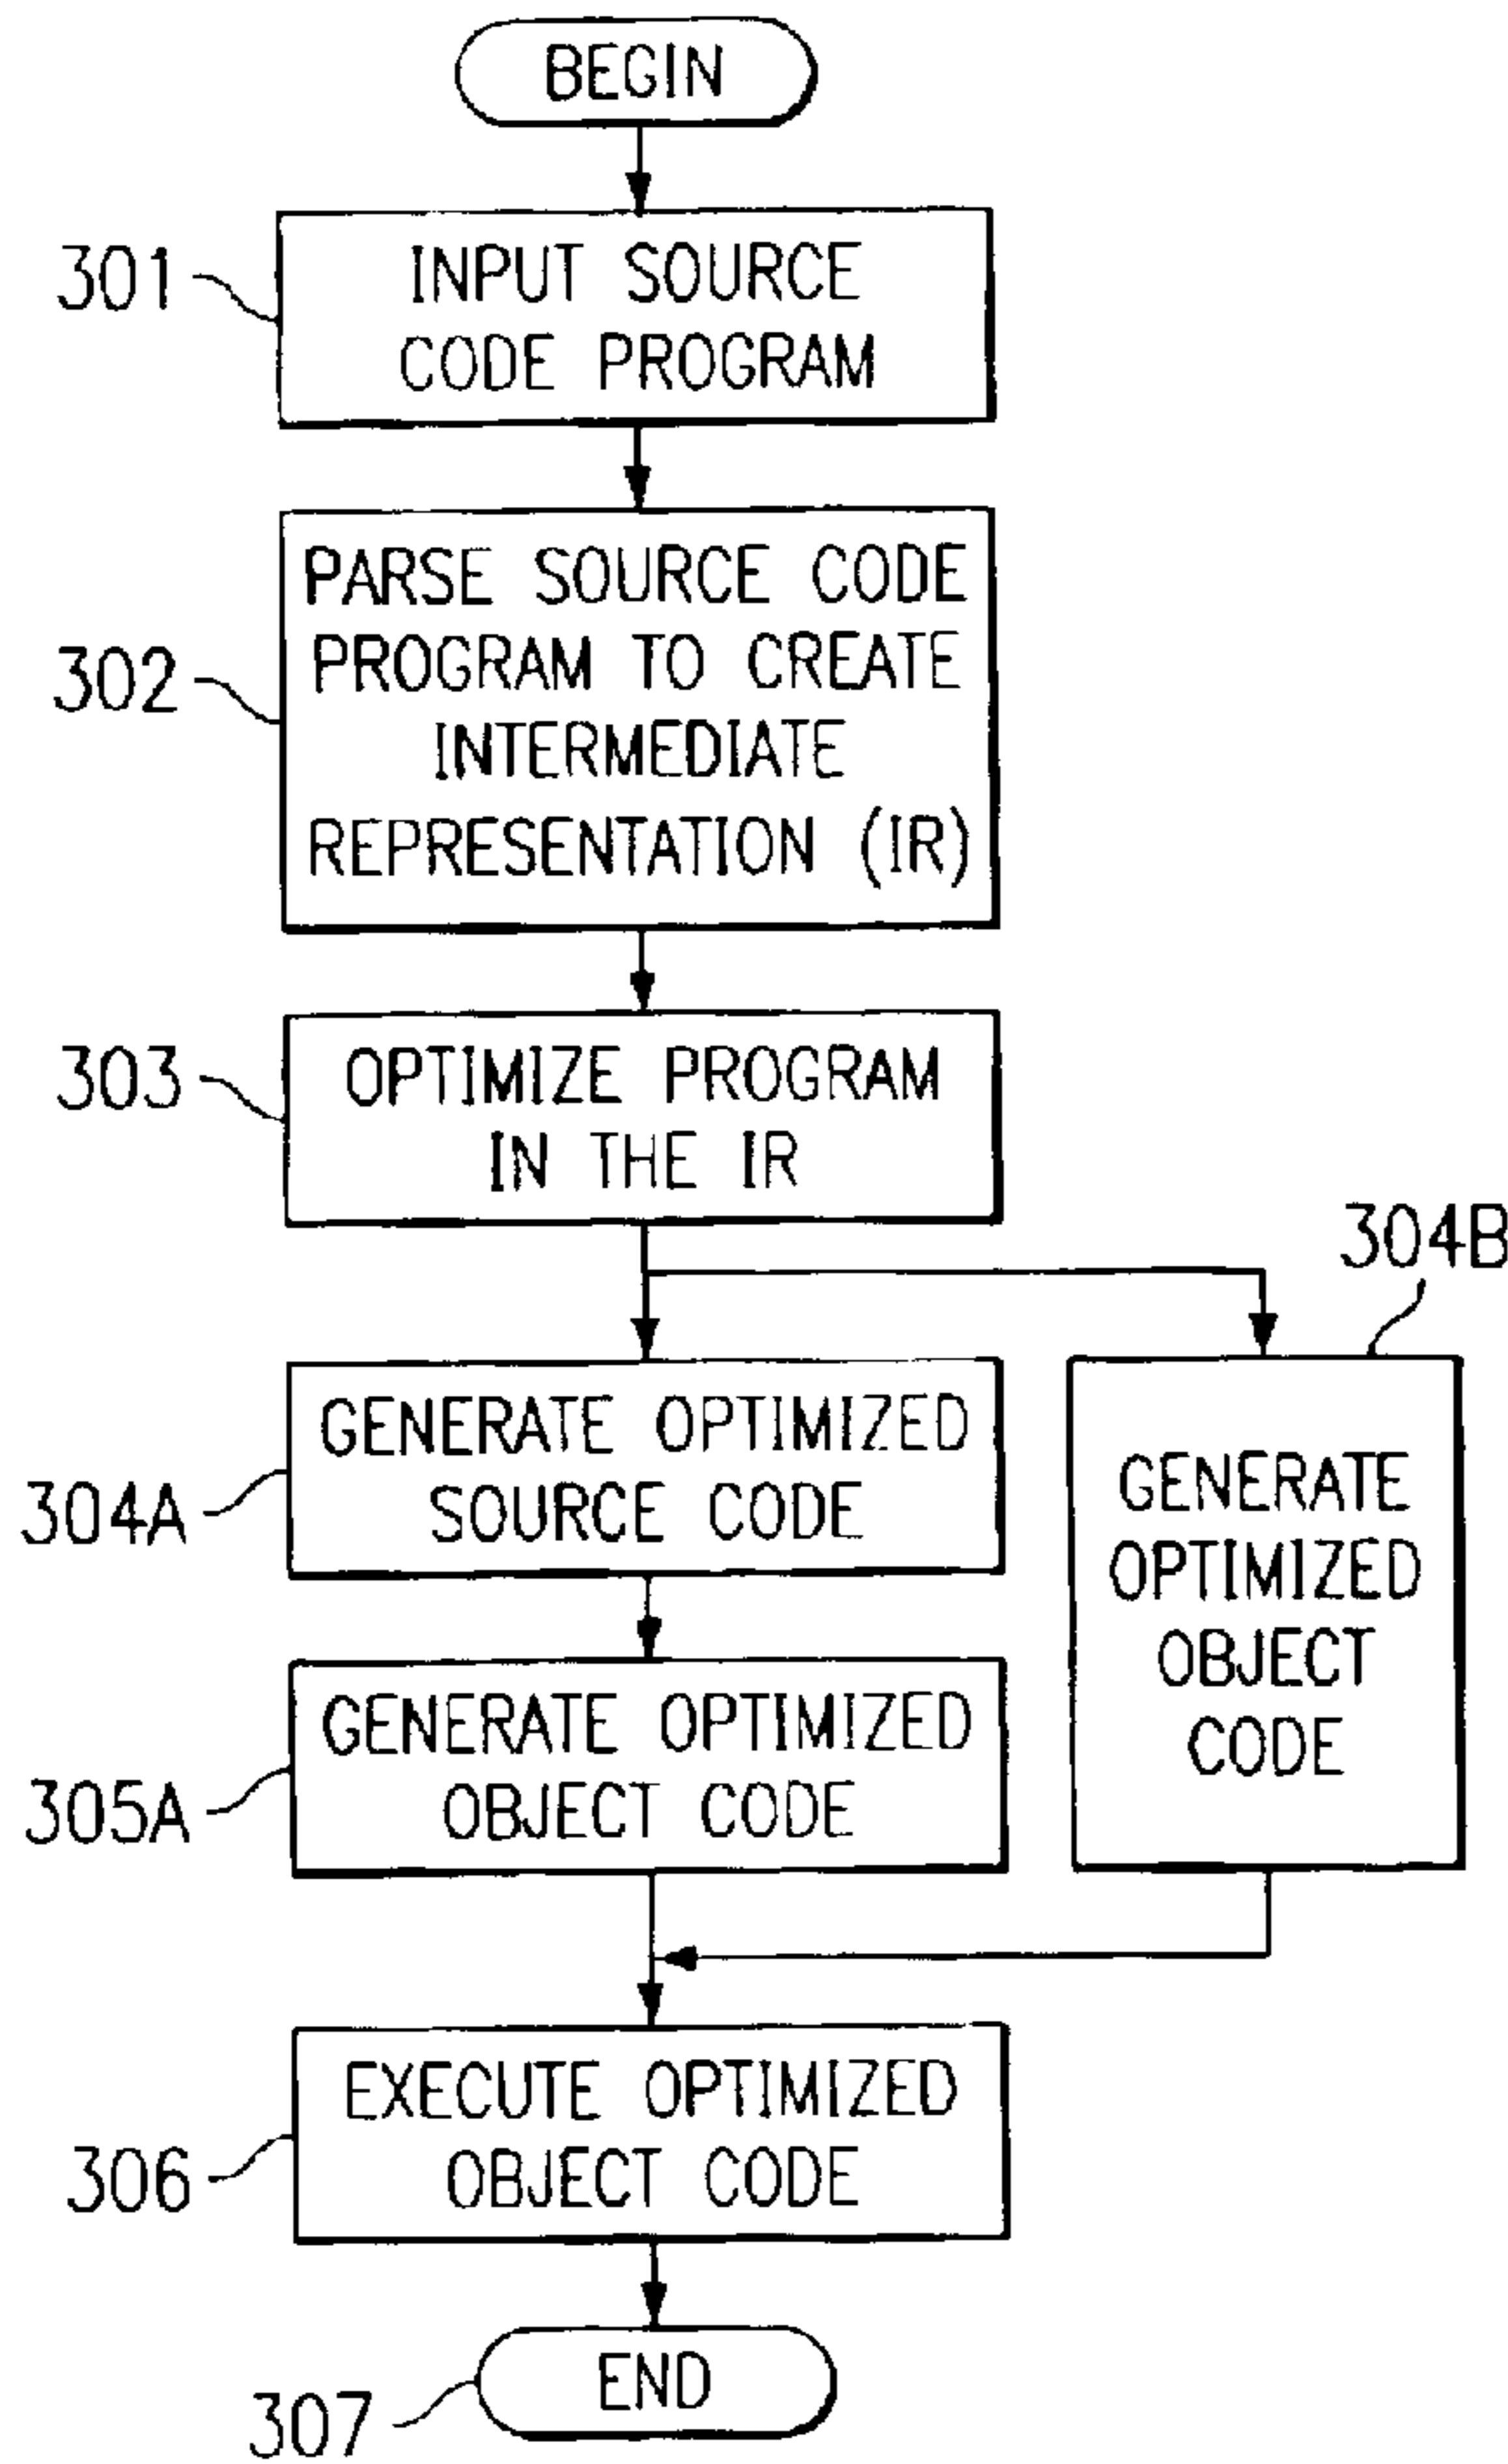 BEGIN
301
INPUT SOURCE
CODE PROGRAM
302
PARSE SOURCE CODE
PROGRAM TO CREATE
INTERMEDIATE
REPRESENTATION (IR)
303
OPTIMIZE PROGRAM
IN THE IR
304A
GENERATE OPTIMIZED
SOURCE CODE
304B
GENERATE
OPTIMIZED
OBJECT
CODE
305A
GENERATE OPTIMIZED
OBJECT CODE
306
EXECUTE OPTIMIZED
OBJECT CODE
307
END